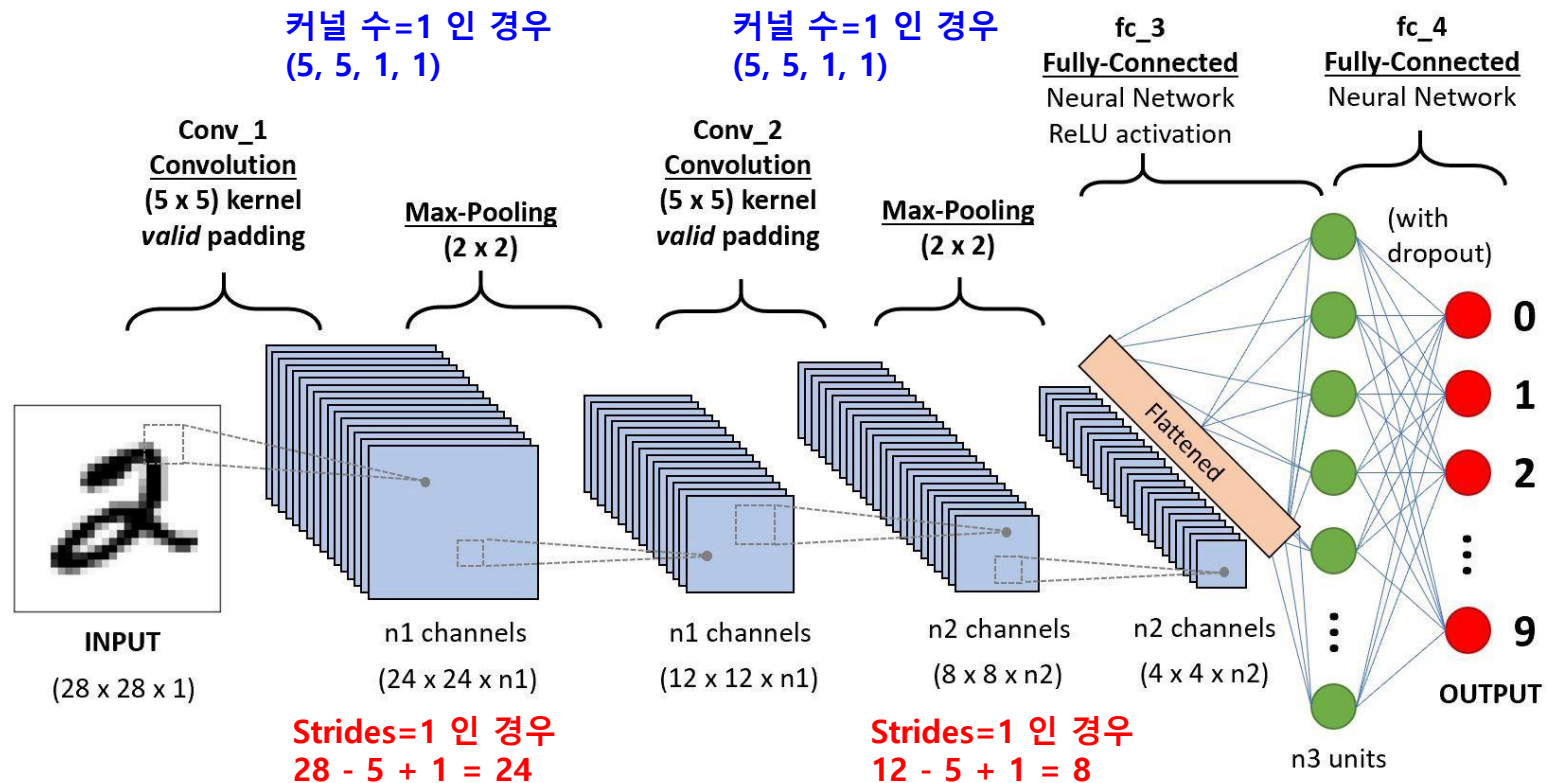 커널 수=1 인 경우
(5, 5, 1, 1)
커널 수=1 인 경우
(5, 5, 1, 1)
fc_3
Fully-Connected
Neural Network
ReLU activation
fc_4
Fully-Connected
Neural Network
Conv_1
Convolution
(5 x 5) kernel
valid padding
Max-Pooling
(2 x 2)
Conv_2
Convolution
(5 x 5) kernel
valid padding
Max-Pooling
(2 x 2)
(with
dropout)
Flattened
0
1
2
9
INPUT
(28 x 28 x 1)
n1 channels
(24 x 24 x n1)
n1 channels
(12 x 12 x n1)
n2 channels
(8 x 8 x n2)
n2 channels
(4 x 4 x n2)
OUTPUT
n3 units
Strides=1 인 경우
28 - 5 + 1 = 24
Strides=1 인 경우
12 - 5 + 1 = 8